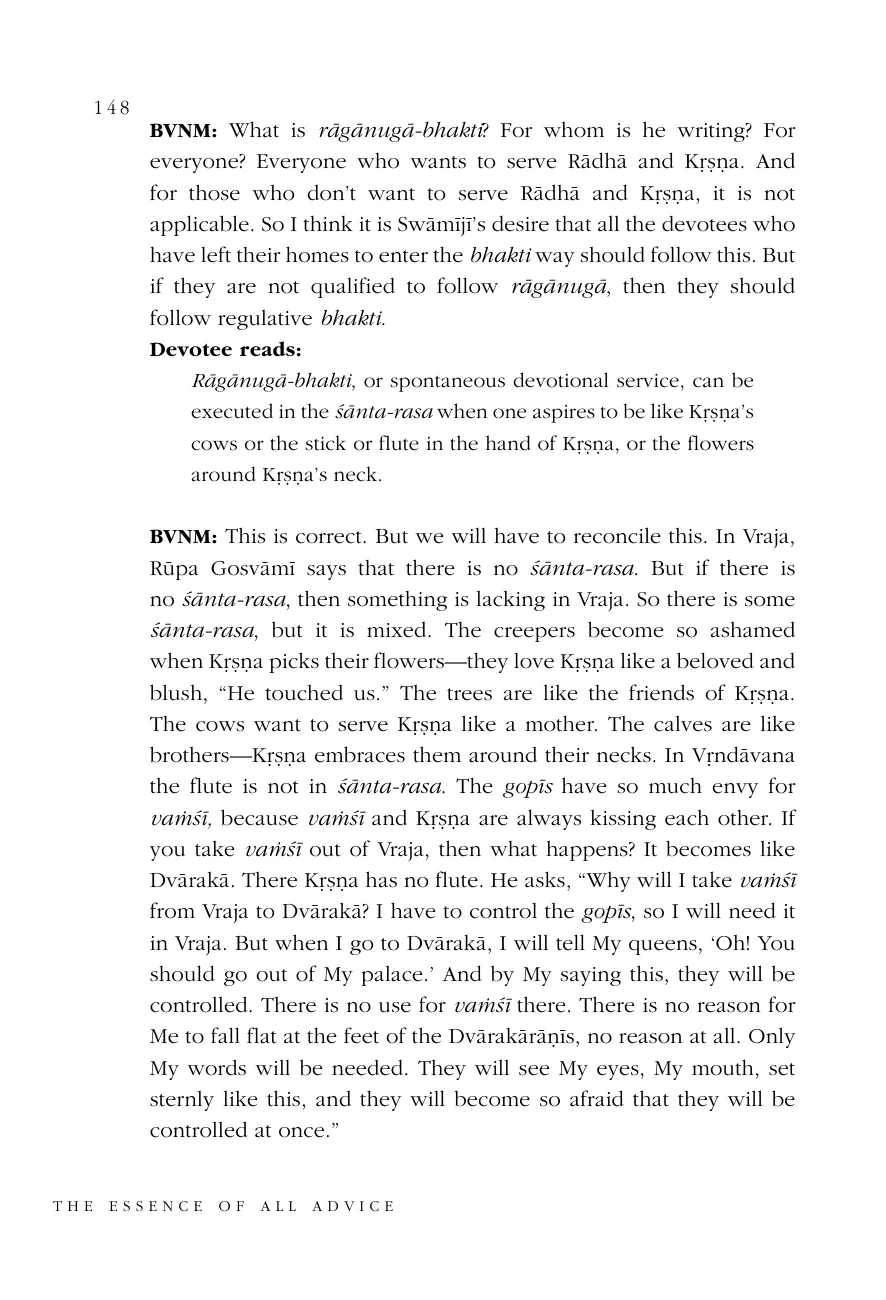 148
BVNM: What is rāgānugā-bhakti? For whom is he writing? For
everyone? Everyone who wants to serve Rādhā and Kṛṣṇa. And
for those who don’t want to serve Rādhā and Kṛṣṇa, it is not
applicable. So I think it is Swāmījī’s desire that all the devotees who
have left their homes to enter the bhakti way should follow this. But
if they are not qualified to follow rāgānugā, then they should
follow regulative bhakti.
Devotee reads:
Rāgānugā-bhakti, or spontaneous devotional service, can be
executed in the śānta-rasa when one aspires to be like Kṛṣṇa’s
cows or the stick or flute in the hand of Kṛṣṇa, or the flowers
around Kṛṣṇa’s neck.
BVNM: This is correct. But we will have to reconcile this. In Vraja,
Rūpa Gosvāmī says that there is no śānta-rasa. But if there is
no śānta-rasa, then something is lacking in Vraja. So there is some
śānta-rasa, but it is mixed. The creepers become so ashamed
when Kṛṣṇa picks their flowers—they love Kṛṣṇa like a beloved and
blush, “He touched us.” The trees are like the friends of Kṛṣṇa.
The cows want to serve Kṛṣṇa like a mother. The calves are like
brothers—Kṛṣṇa embraces them around their necks. In Vṛndāvana
the flute is not in śānta-rasa. The gopīs have so much envy for
vaṁśī, because vaṁśī and Kṛṣṇa are always kissing each other. If
you take vaṁśī out of Vraja, then what happens? It becomes like
Dvārakā. There Kṛṣṇa has no flute. He asks, “Why will I take vaṁśī
from Vraja to Dvārakā? I have to control the gopīs, so I will need it
in Vraja. But when I go to Dvārakā, I will tell My queens, ‘Oh! You
should go out of My palace.’ And by My saying this, they will be
controlled. There is no use for vaṁśī there. There is no reason for
Me to fall flat at the feet of the Dvārakārāṇīs, no reason at all. Only
My words will be needed. They will see My eyes, My mouth, set
sternly like this, and they will become so afraid that they will be
controlled at once.”
THE ESSENCE OF ALL ADVICE